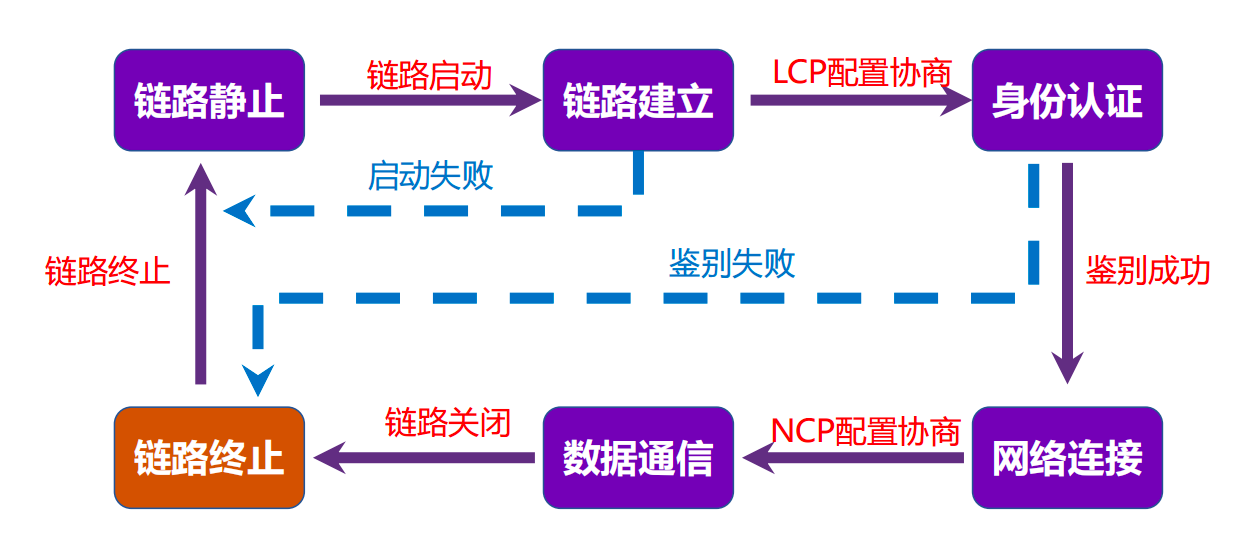 链路静止
链路启动
链路建立
LCP配置协商
身份认证
启动失败
鉴别失败
链路终止
鉴别成功
链路终止
链路关闭
数据通信
NCP配置协商
网络连接